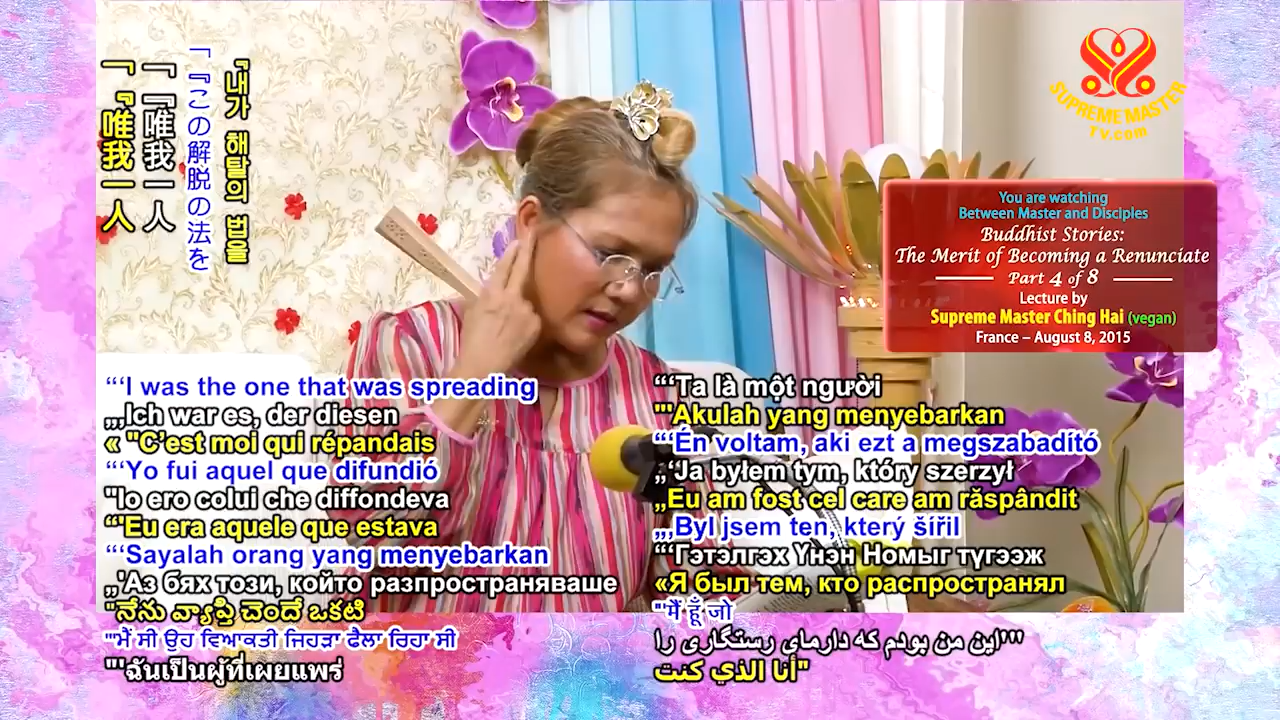 「『唯我一人
「『唯我一人
「『この解脱の法を
『내가 해탈의 법을
SUPREME MASTER
TV.com
You are watching
Between Master and Disciples
Buddhist Stories:
The Merit of Becoming a Renunciate
Part 4 of 8
Lecture by
Supreme Master Ching Hai (vegan)
France – August 8, 2015
“‘I was the one that was spreading
„‚Ich war es, der diesen
« "C’est moi qui répandais
“‘Yo fui aquel que difundió
"Io ero colui che diffondeva
“'Eu era aquele que estava
“‘Sayalah orang yang menyebarkan
„'Аз бях този, който разпространяваше
"నేను వ్యాప్తి చెందే ఒకటి
"'ਮੈਂ ਸੀ ਉਹ ਵਿਅਕਤੀ ਜਿਹੜਾ ਫੈਲਾ ਰਿਹਾ ਸੀ
"'ฉันเป็นผู้ที่เผยแพร่
“‘Ta là một người
"'Akulah yang menyebarkan
“‘Én voltam, aki ezt a megszabadító
„‘Ja byłem tym, który szerzył
„Eu am fost cel care am răspândit
„‚Byl jsem ten, který šířil
“‘Гэтэлгэх Үнэн Номыг түгээж
«Я был тем, кто распространял
"'मैं हूँ जो
'''این من بودم که دارمای رستگاری را
"أنا الذي كنت